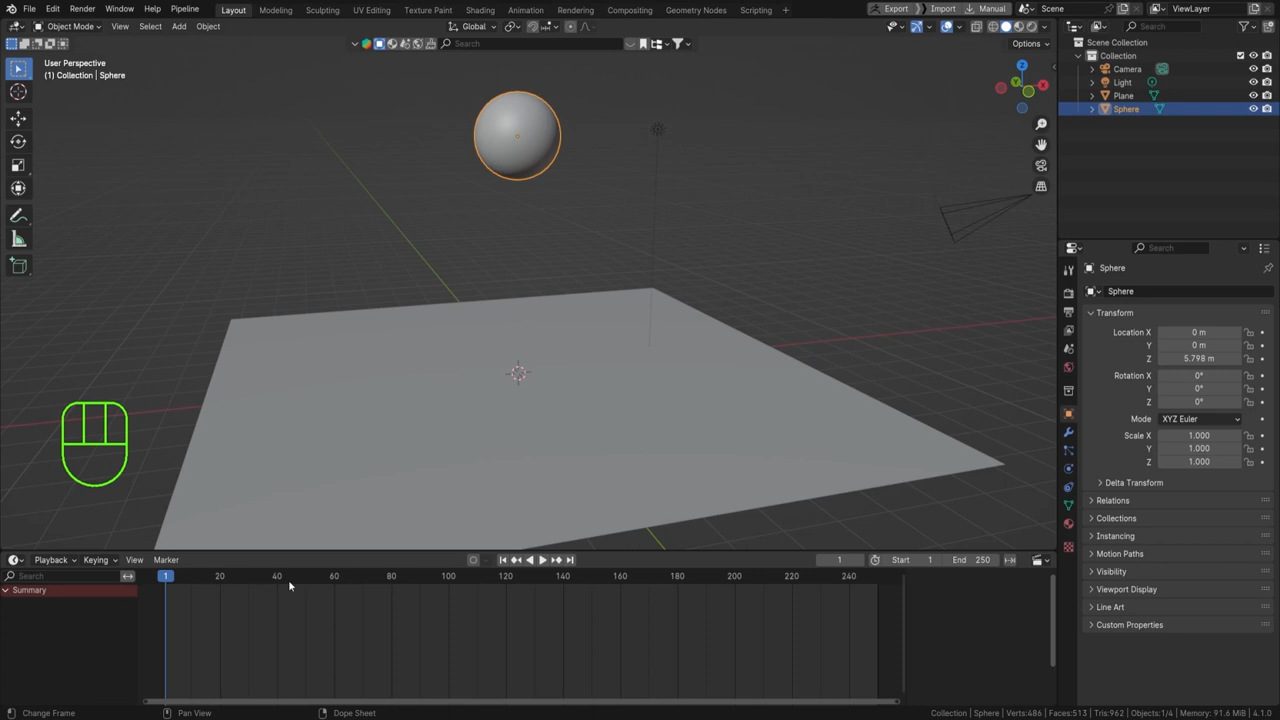 File Edit Render Window Help Pipeline Layout Modeling Sculpting UV Editing Texture Paint Shading Animation Rendering Compositing Geometry Nodes Scripting + Export Import Manual Scene ViewLayer
Object Mode View Select Add Object Global Search
Search Options
User Perspective
(1) Collection | Sphere
Z
Y
X
Scene Collection
Collection
Camera
Light
Plane
Sphere
Search
Sphere
Sphere
Transform
Location X 0 m
Y 0 m
Z 5.798 m
Rotation X 0°
Y 0°
Z 0°
Mode XYZ Euler
Scale X 1.000
Y 1.000
Z 1.000
Delta Transform
Relations
Collections
Instancing
Motion Paths
Visibility
Viewport Display
Line Art
Custom Properties
Playback Keying View Marker 1 Start 1 End 250
Search 1 20 40 60 80 100 120 140 160 180 200 220 240
Summary
Change Frame Pan View Dope Sheet Collection | Sphere | Verts:486 | Faces:513 | Tris:962 | Objects:1/4 | Memory: 91.6 MiB | 4.1.0